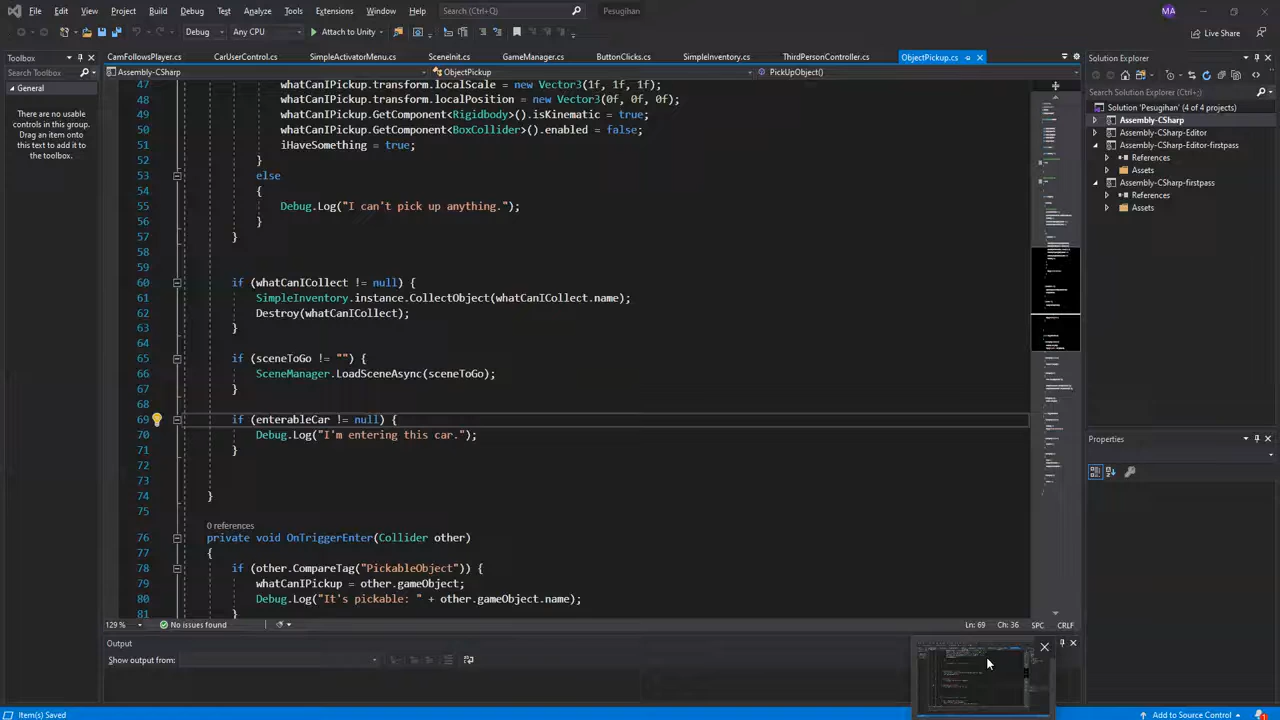 File Edit View Project Build Debug Test Analyze Tools Extensions Window Help Search (Ctrl+Q) Pesugihan MA
Debug Any CPU Attach to Unity Live Share
Toolbox
Search Toolbox
General
There are no usable controls in this group. Drag an item onto this text to add it to the toolbox.
CamFollowsPlayer.cs CarUserControl.cs SimpleActivatorMenu.cs SceneInit.cs GameManager.cs ButtonClicks.cs SimpleInventory.cs ThirdPersonController.cs ObjectPickup.cs
Assembly-CSharp ObjectPickup PickUpObject()
47 whatCanIPickup.transform.localScale = new Vector3(1f, 1f, 1f);
48 whatCanIPickup.transform.localPosition = new Vector3(0f, 0f, 0f);
49 whatCanIPickup.GetComponent<Rigidbody>().isKinematic = true;
50 whatCanIPickup.GetComponent<BoxCollider>().enabled = false;
51 iHaveSomething = true;
52 }
53 else
54 {
55 Debug.Log("I can't pick up anything.");
56 }
57 }
58
59
60 if (whatCanICollect != null) {
61 SimpleInventory.instance.CollectObject(whatCanICollect.name);
62 Destroy(whatCanICollect);
63 }
64
65 if (sceneToGo != "") {
66 SceneManager.LoadSceneAsync(sceneToGo);
67 }
68
69 if (enterableCar != null) {
70 Debug.Log("I'm entering this car.");
71 }
72
73
74 }
75
0 references
76 private void OnTriggerEnter(Collider other)
77 {
78 if (other.CompareTag("PickableObject")) {
79 whatCanIPickup = other.gameObject;
80 Debug.Log("It's pickable: " + other.gameObject.name);
81 }
129 % No issues found Ln: 69 Ch: 36 SPC CRLF
Output
Show output from:
Solution Explorer
Search Solution Explorer (Ctrl+;)
Solution 'Pesugihan' (4 of 4 projects)
Assembly-CSharp
Assembly-CSharp-Editor
Assembly-CSharp-Editor-firstpass
References
Assets
Assembly-CSharp-firstpass
References
Assets
Properties
Item(s) Saved Add to Source Control